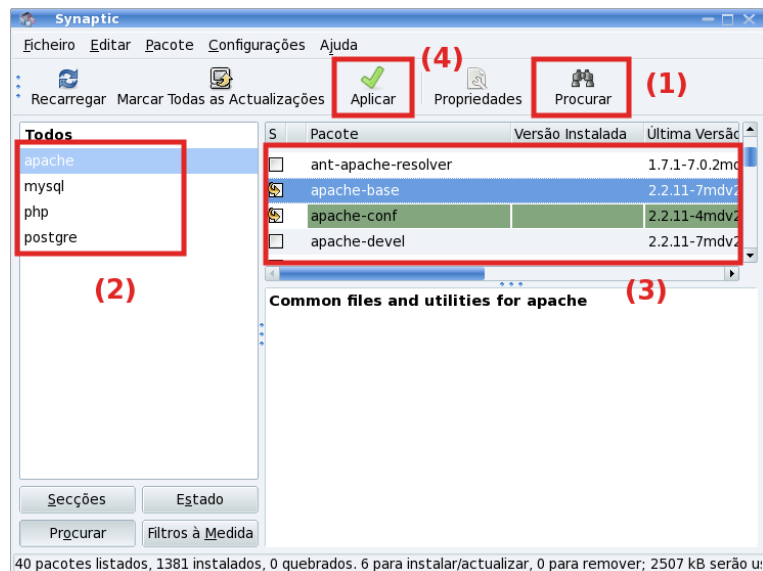 Synaptic
Ficheiro Editar Pacote Configurações Ajuda
(4)
(1)
Recarregar Marcar Todas as Actualizações Aplicar Propriedades Procurar
Todos
apache
mysql
php
postgre
(2)
S Pacote Versão Instalada Última Versão
ant-apache-resolver 1.7.1-7.0.2md
apache-base 2.2.11-7mdv2
apache-conf 2.2.11-4mdv2
apache-devel 2.2.11-7mdv2
(3)
Common files and utilities for apache
Secções Estado
Procurar Filtros à Medida
40 pacotes listados, 1381 instalados, 0 quebrados. 6 para instalar/actualizar, 0 para remover; 2507 kB serão us